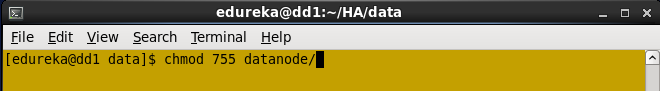 edureka@dd1:~/HA/data
File Edit View Search Terminal Help
[edureka@dd1 data]$ chmod 755 datanode/